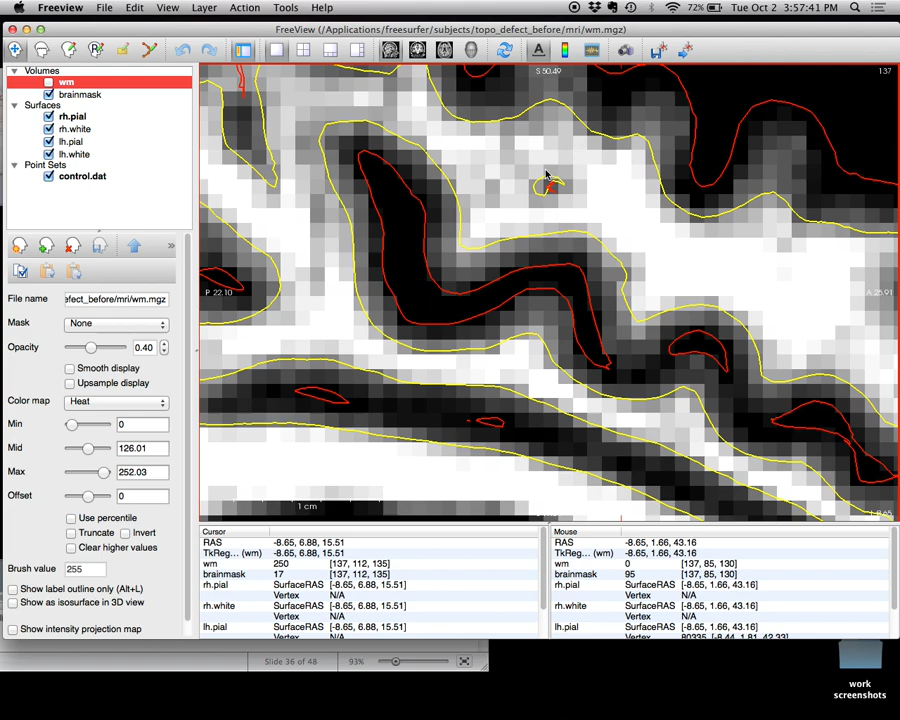 Freeview File Edit View Layer Action Tools Help 72% Tue Oct 2 3:57:41 PM
FreeView (/Applications/freesurfer/subjects/topo_defect_before/mri/wm.mgz)
Volumes
wm
brainmask
Surfaces
rh.pial
rh.white
lh.pial
lh.white
Point Sets
control.dat
S 50.49
137
P 22.10
A 25.91
1 cm
File name efect_before/mri/wm.mgz
Mask None
Opacity 0.40
Smooth display
Upsample display
Color map Heat
Min 0
Mid 126.01
Max 252.03
Offset 0
Use percentile
Truncate Invert
Clear higher values
Brush value 255
Show label outline only (Alt+L)
Show as isosurface in 3D view
Show intensity projection map
Cursor
RAS -8.65, 6.88, 15.51
TkReg... (wm) -8.65, 6.88, 15.51
wm 250 [137, 112, 135]
brainmask 17 [137, 112, 135]
rh.pial SurfaceRAS [-8.65, 6.88, 15.51]
Vertex N/A
rh.white SurfaceRAS [-8.65, 6.88, 15.51]
Vertex N/A
lh.pial SurfaceRAS [-8.65, 6.88, 15.51]
Mouse
RAS -8.65, 1.66, 43.16
TkReg... (wm) -8.65, 1.66, 43.16
wm 0 [137, 85, 130]
brainmask 95 [137, 85, 130]
rh.pial SurfaceRAS [-8.65, 1.66, 43.16]
Vertex N/A
rh.white SurfaceRAS [-8.65, 1.66, 43.16]
Vertex N/A
lh.pial SurfaceRAS [-8.65, 1.66, 43.16]
Vertex 80335 [-8.44, 1.81, 42.33]
Slide 36 of 48 93%
work
screenshots